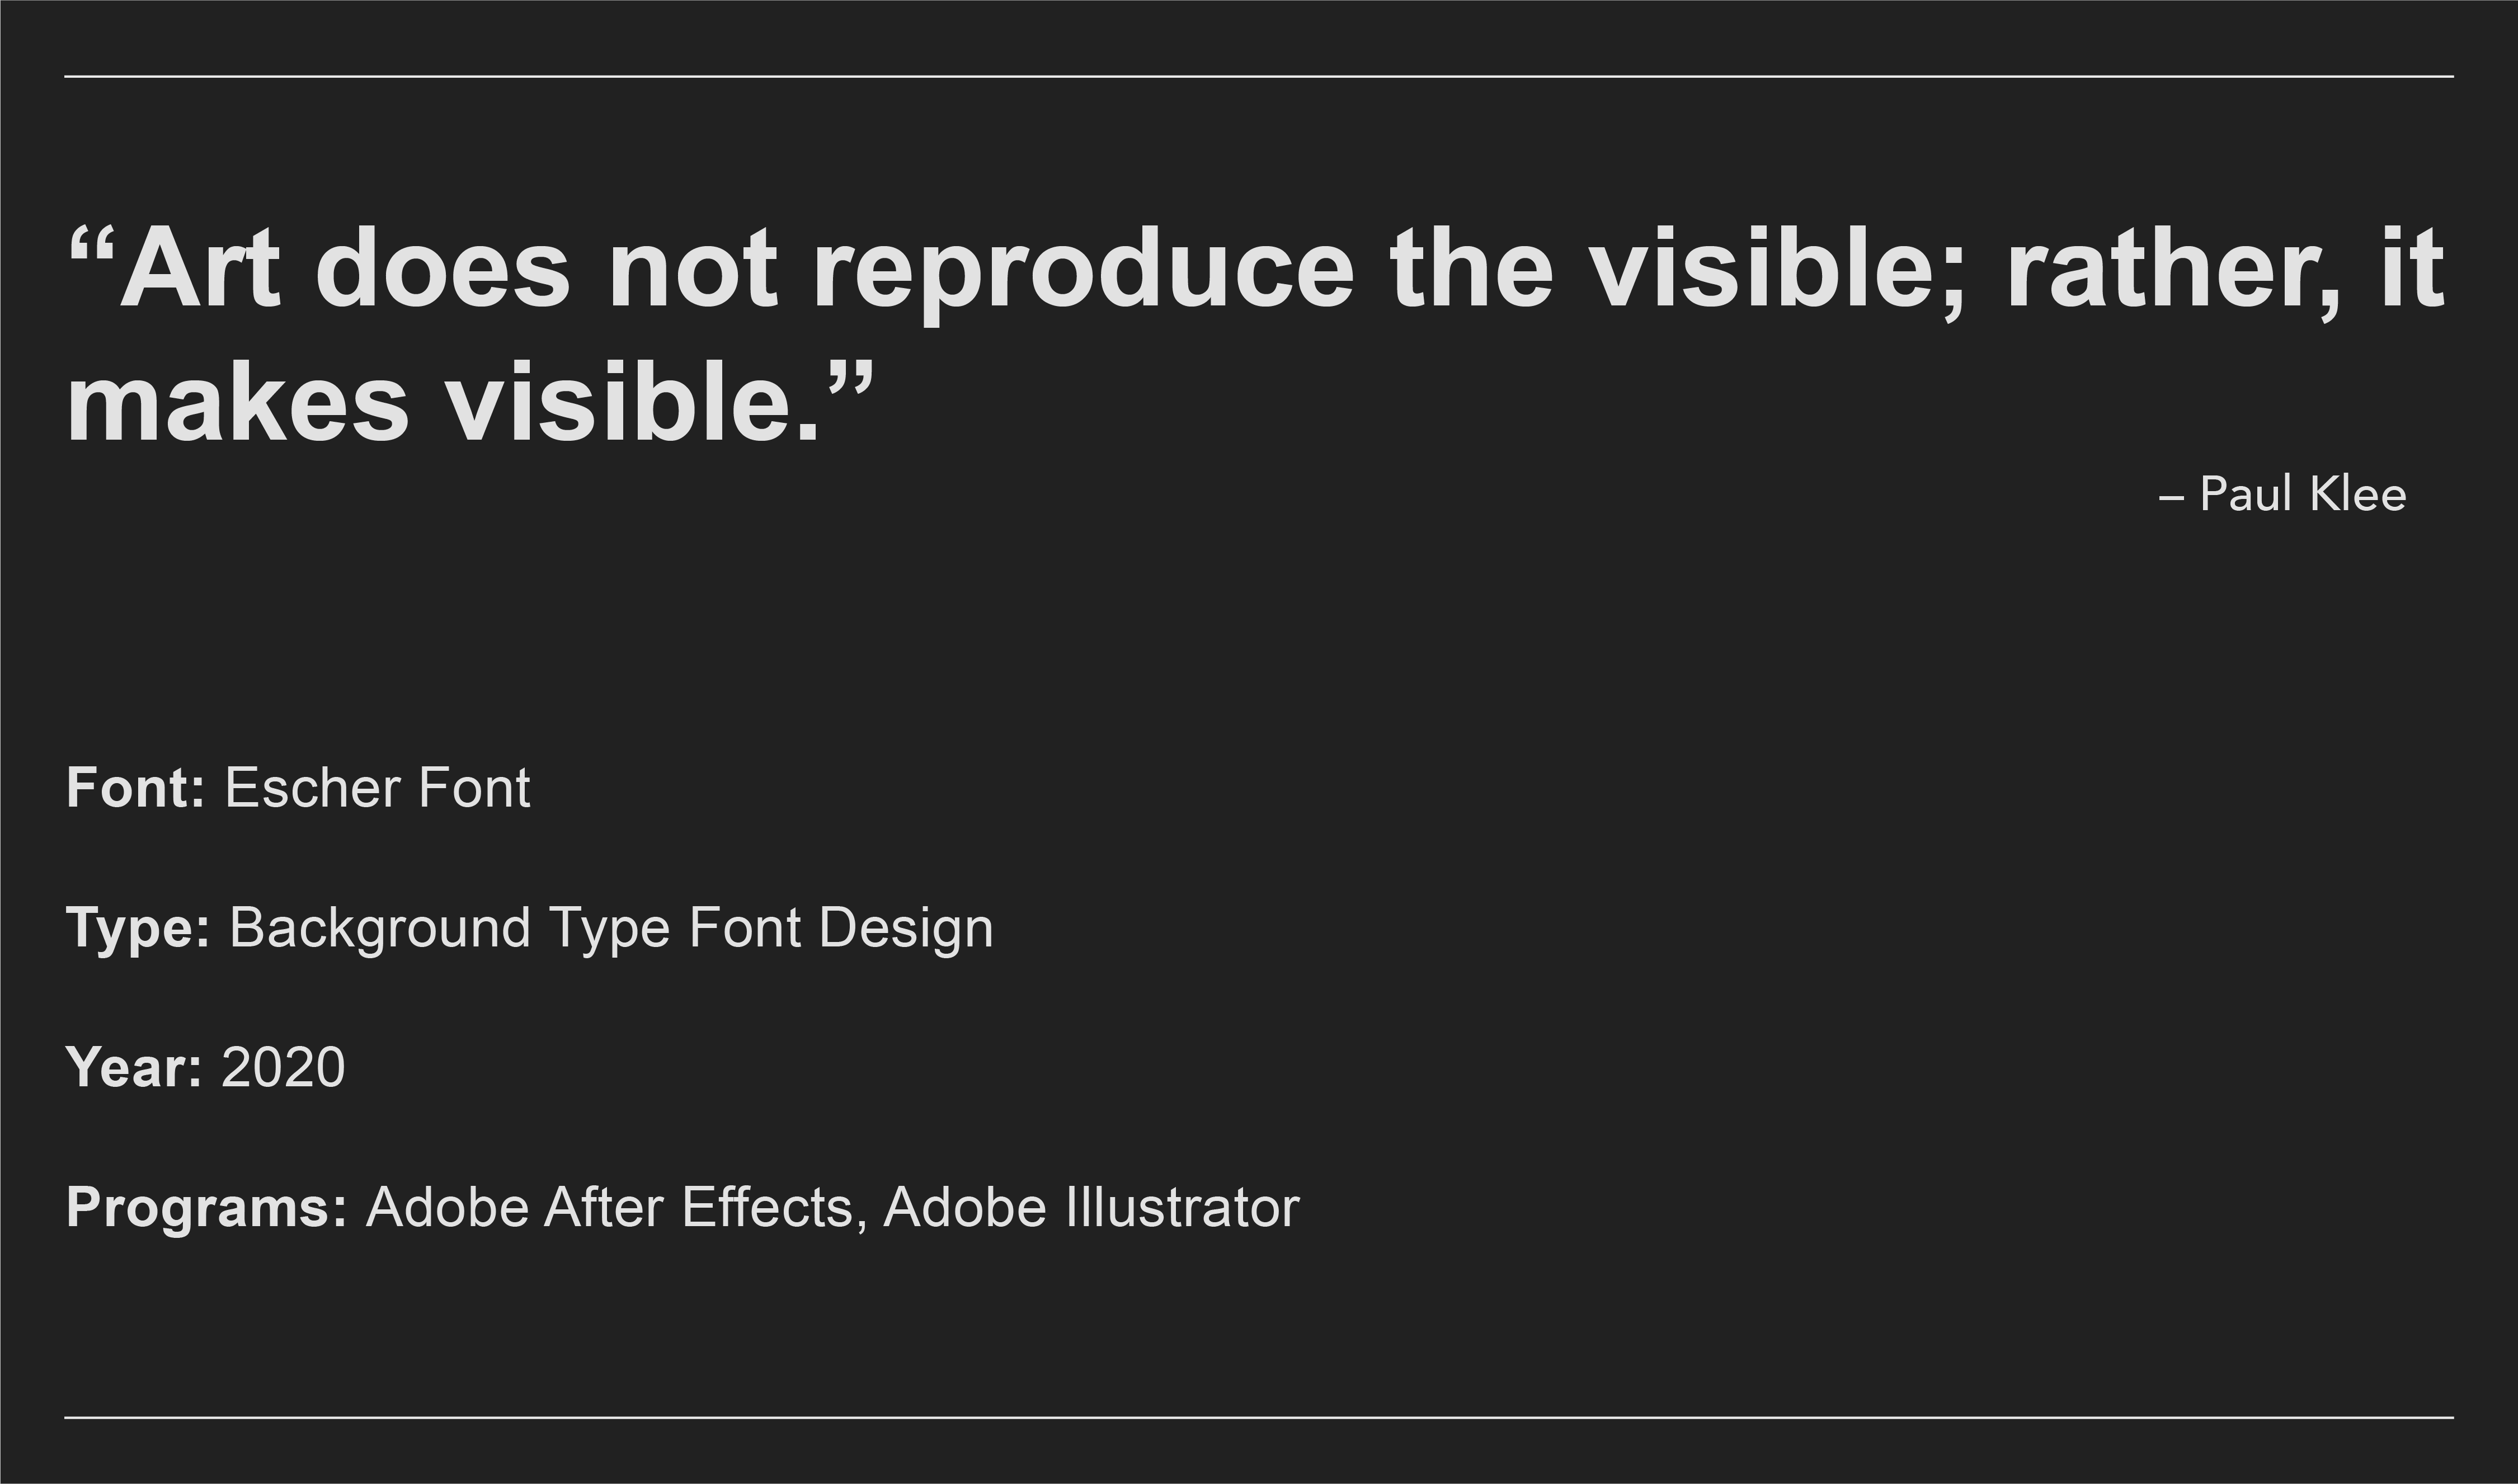 “Art does not reproduce the visible; rather, it
makes visible.”
– Paul Klee
Font: Escher Font
Type: Background Type Font Design
Year: 2020
Programs: Adobe After Effects, Adobe Illustrator